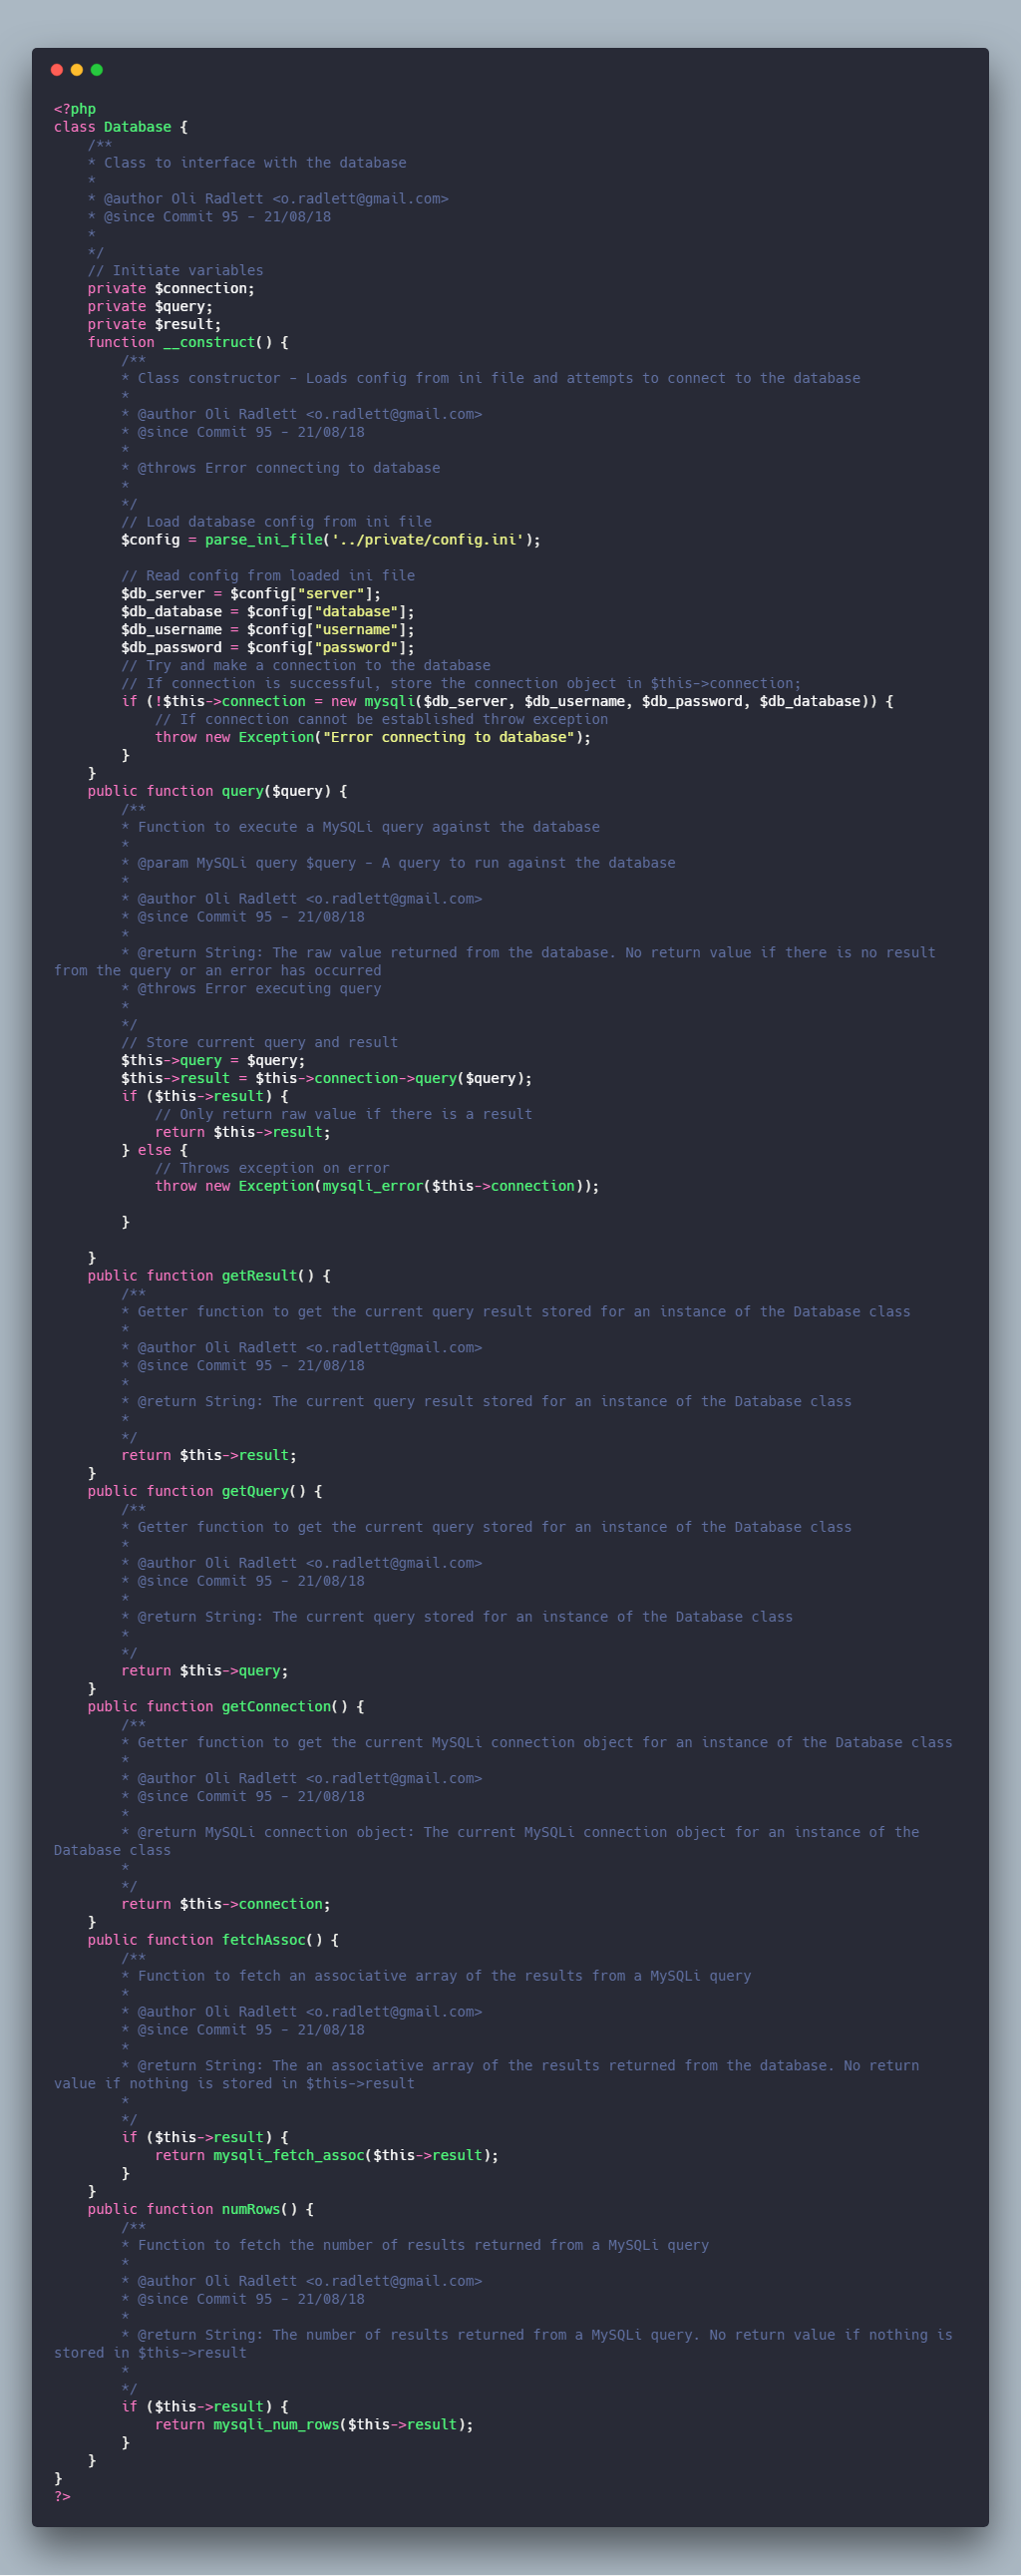 <?php
class Database {
    /**
    * Class to interface with the database
    *
    * @author Oli Radlett <o.radlett@gmail.com>
    * @since Commit 95 - 21/08/18
    *
    */
    // Initiate variables
    private $connection;
    private $query;
    private $result;
    function __construct() {
        /**
        * Class constructor - Loads config from ini file and attempts to connect to the database
        *
        * @author Oli Radlett <o.radlett@gmail.com>
        * @since Commit 95 - 21/08/18
        *
        * @throws Error connecting to database
        *
        */
        // Load database config from ini file
        $config = parse_ini_file('../private/config.ini');

        // Read config from loaded ini file
        $db_server = $config["server"];
        $db_database = $config["database"];
        $db_username = $config["username"];
        $db_password = $config["password"];
        // Try and make a connection to the database
        // If connection is successful, store the connection object in $this->connection;
        if (!$this->connection = new mysqli($db_server, $db_username, $db_password, $db_database)) {
            // If connection cannot be established throw exception
            throw new Exception("Error connecting to database");
        }
    }
    public function query($query) {
        /**
        * Function to execute a MySQLi query against the database
        *
        * @param MySQLi query $query - A query to run against the database
        *
        * @author Oli Radlett <o.radlett@gmail.com>
        * @since Commit 95 - 21/08/18
        *
        * @return String: The raw value returned from the database. No return value if there is no result
from the query or an error has occurred
        * @throws Error executing query
        *
        */
        // Store current query and result
        $this->query = $query;
        $this->result = $this->connection->query($query);
        if ($this->result) {
            // Only return raw value if there is a result
            return $this->result;
        } else {
            // Throws exception on error
            throw new Exception(mysqli_error($this->connection));

        }

    }
    public function getResult() {
        /**
        * Getter function to get the current query result stored for an instance of the Database class
        *
        * @author Oli Radlett <o.radlett@gmail.com>
        * @since Commit 95 - 21/08/18
        *
        * @return String: The current query result stored for an instance of the Database class
        *
        */
        return $this->result;
    }
    public function getQuery() {
        /**
        * Getter function to get the current query stored for an instance of the Database class
        *
        * @author Oli Radlett <o.radlett@gmail.com>
        * @since Commit 95 - 21/08/18
        *
        * @return String: The current query stored for an instance of the Database class
        *
        */
        return $this->query;
    }
    public function getConnection() {
        /**
        * Getter function to get the current MySQLi connection object for an instance of the Database class
        *
        * @author Oli Radlett <o.radlett@gmail.com>
        * @since Commit 95 - 21/08/18
        *
        * @return MySQLi connection object: The current MySQLi connection object for an instance of the
Database class
        *
        */
        return $this->connection;
    }
    public function fetchAssoc() {
        /**
        * Function to fetch an associative array of the results from a MySQLi query
        *
        * @author Oli Radlett <o.radlett@gmail.com>
        * @since Commit 95 - 21/08/18
        *
        * @return String: The an associative array of the results returned from the database. No return
value if nothing is stored in $this->result
        *
        */
        if ($this->result) {
            return mysqli_fetch_assoc($this->result);
        }
    }
    public function numRows() {
        /**
        * Function to fetch the number of results returned from a MySQLi query
        *
        * @author Oli Radlett <o.radlett@gmail.com>
        * @since Commit 95 - 21/08/18
        *
        * @return String: The number of results returned from a MySQLi query. No return value if nothing is
stored in $this->result
        *
        */
        if ($this->result) {
            return mysqli_num_rows($this->result);
        }
    }
}
?>